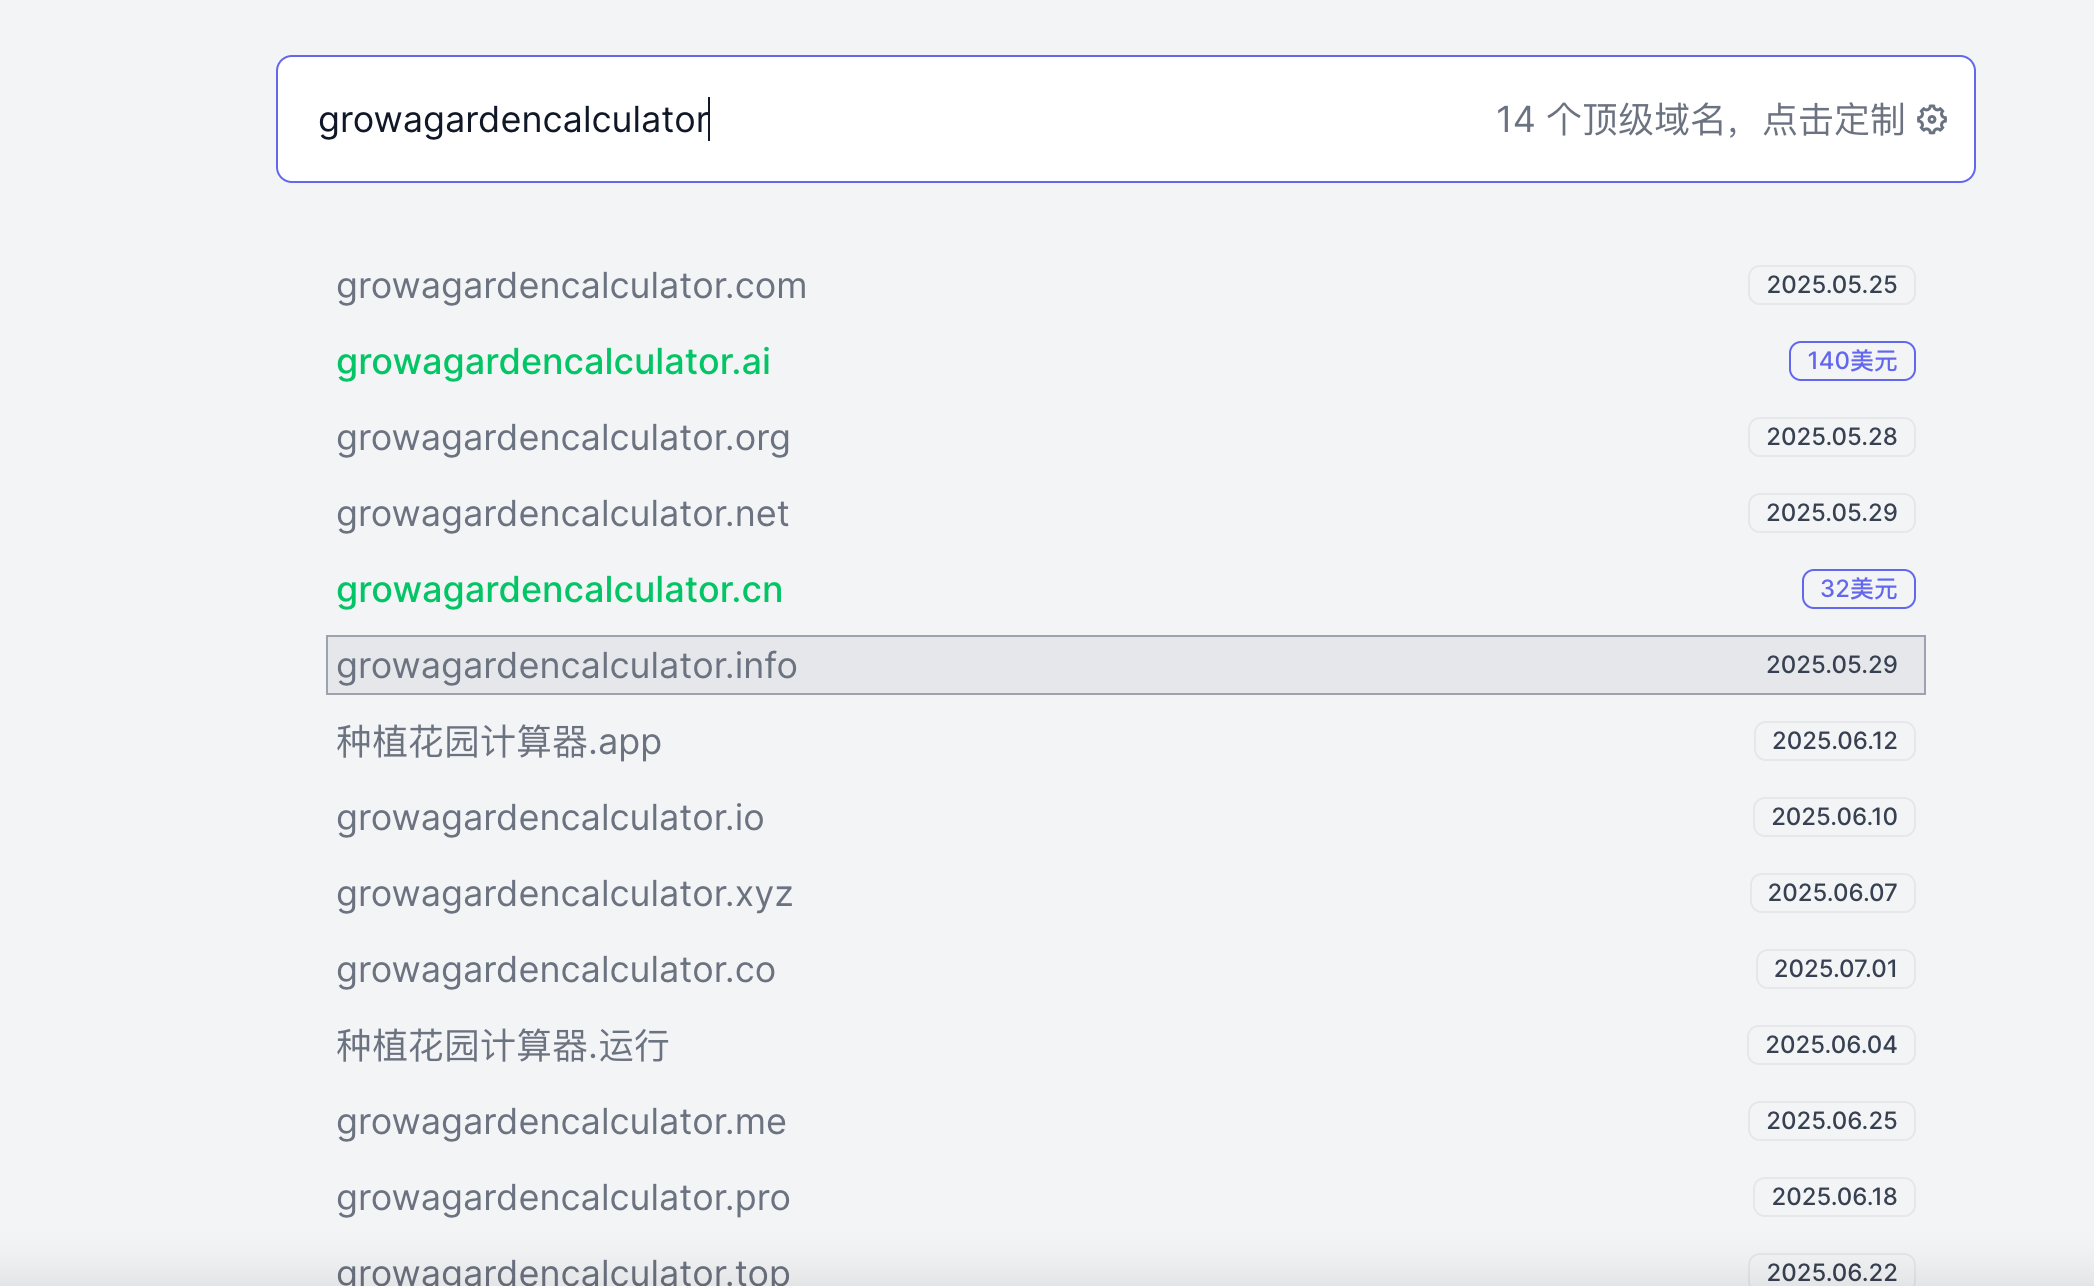 growagardencalculator 14 个顶级域名，点击定制
growagardencalculator.com 2025.05.25
growagardencalculator.ai 140美元
growagardencalculator.org 2025.05.28
growagardencalculator.net 2025.05.29
growagardencalculator.cn 32美元
growagardencalculator.info 2025.05.29
种植花园计算器.app 2025.06.12
growagardencalculator.io 2025.06.10
growagardencalculator.xyz 2025.06.07
growagardencalculator.co 2025.07.01
种植花园计算器.运行 2025.06.04
growagardencalculator.me 2025.06.25
growagardencalculator.pro 2025.06.18
growagardencalculator.top 2025.06.22